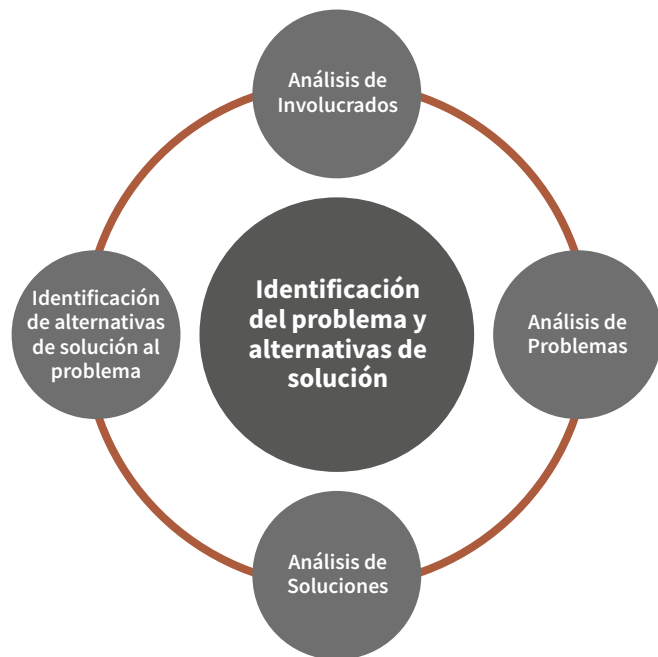 Análisis de
Involucrados
Identificación
del problema y
alternativas de
solución
Análisis de
Problemas
Análisis de
Soluciones
Identificación
de alternativas
de solución al
problema